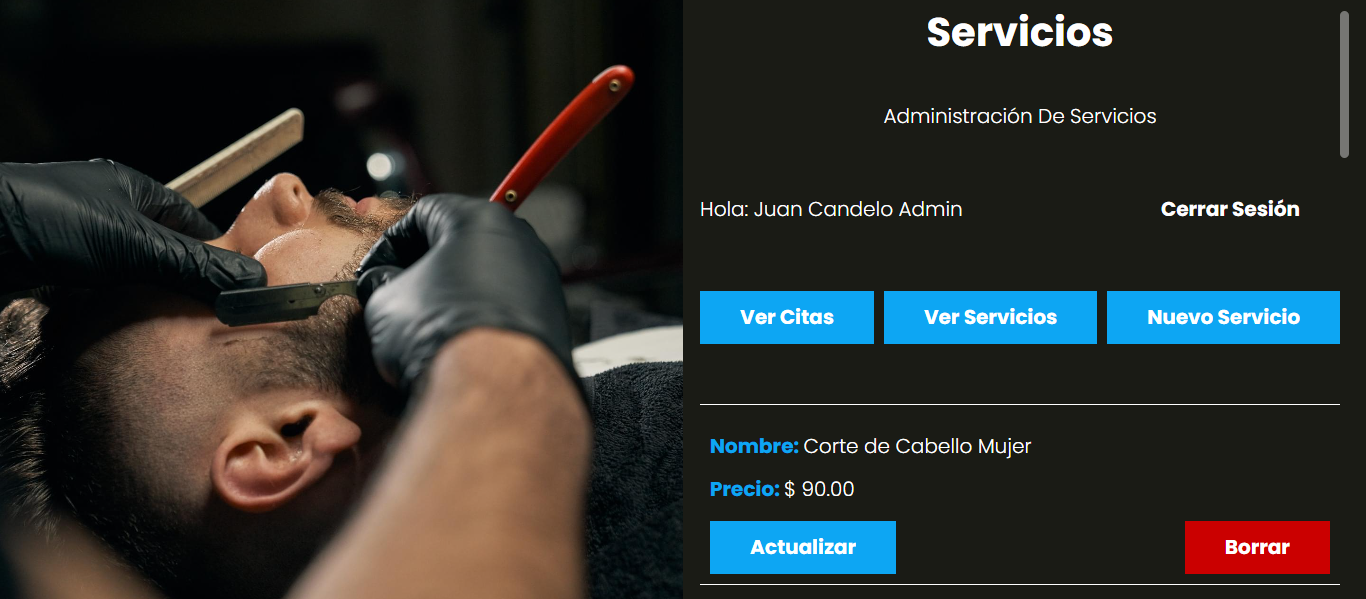 Servicios
Administración De Servicios
Hola: Juan Candelo Admin Cerrar Sesión
Ver Citas Ver Servicios Nuevo Servicio
Nombre: Corte de Cabello Mujer
Precio: $ 90.00
Actualizar Borrar